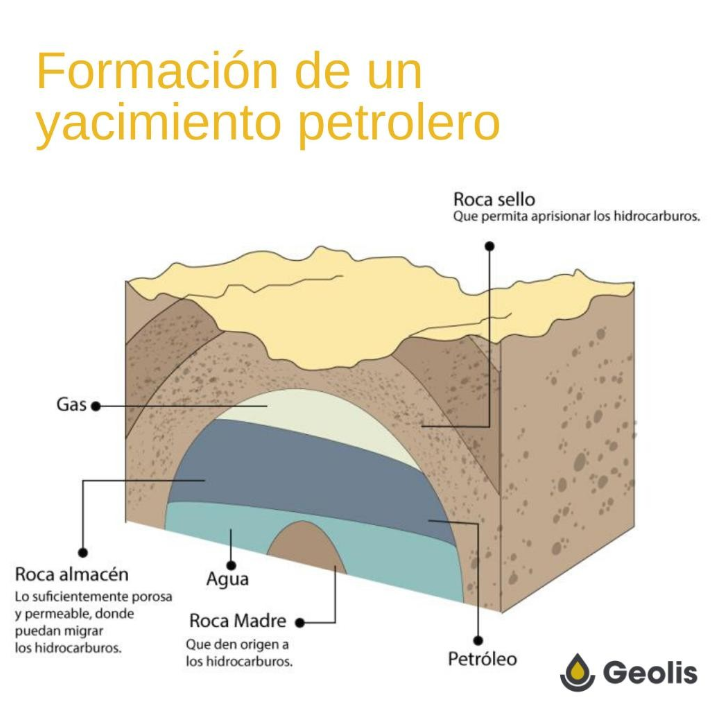 Formación de un
yacimiento petrolero
Roca sello
Que permita aprisionar los hidrocarburos.
Gas
Roca almacén
Lo suficientemente porosa
y permeable, donde
puedan migrar
los hidrocarburos.
Agua
Roca Madre
Que den origen a
los hidrocarburos.
Petróleo
Geolis